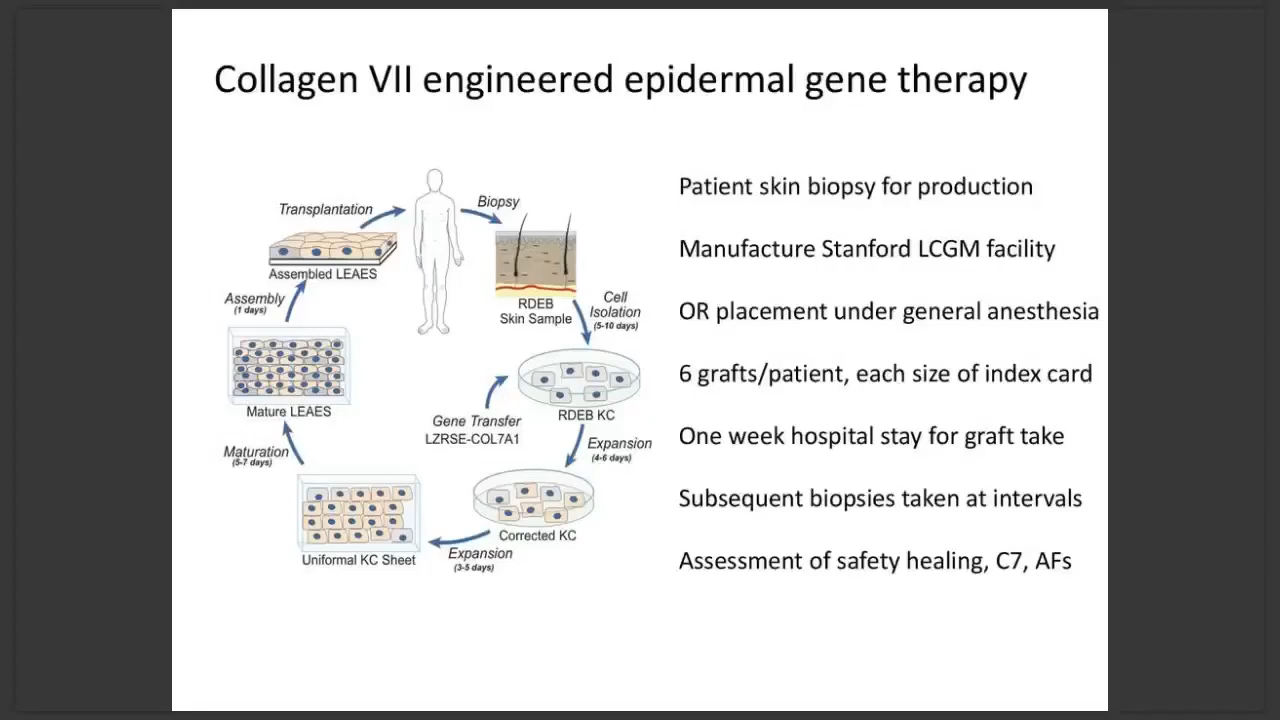 Collagen VII engineered epidermal gene therapy
Transplantation
Biopsy
Assembled LEAES
RDEB
Skin Sample
Cell
Isolation
(5-10 days)
Assembly
(1 days)
RDEB KC
Mature LEAES
Gene Transfer
LZRSE-COL7A1
Expansion
(4-6 days)
Maturation
(5-7 days)
Corrected KC
Uniformal KC Sheet
Expansion
(3-5 days)
Patient skin biopsy for production
Manufacture Stanford LCGM facility
OR placement under general anesthesia
6 grafts/patient, each size of index card
One week hospital stay for graft take
Subsequent biopsies taken at intervals
Assessment of safety healing, C7, AFs